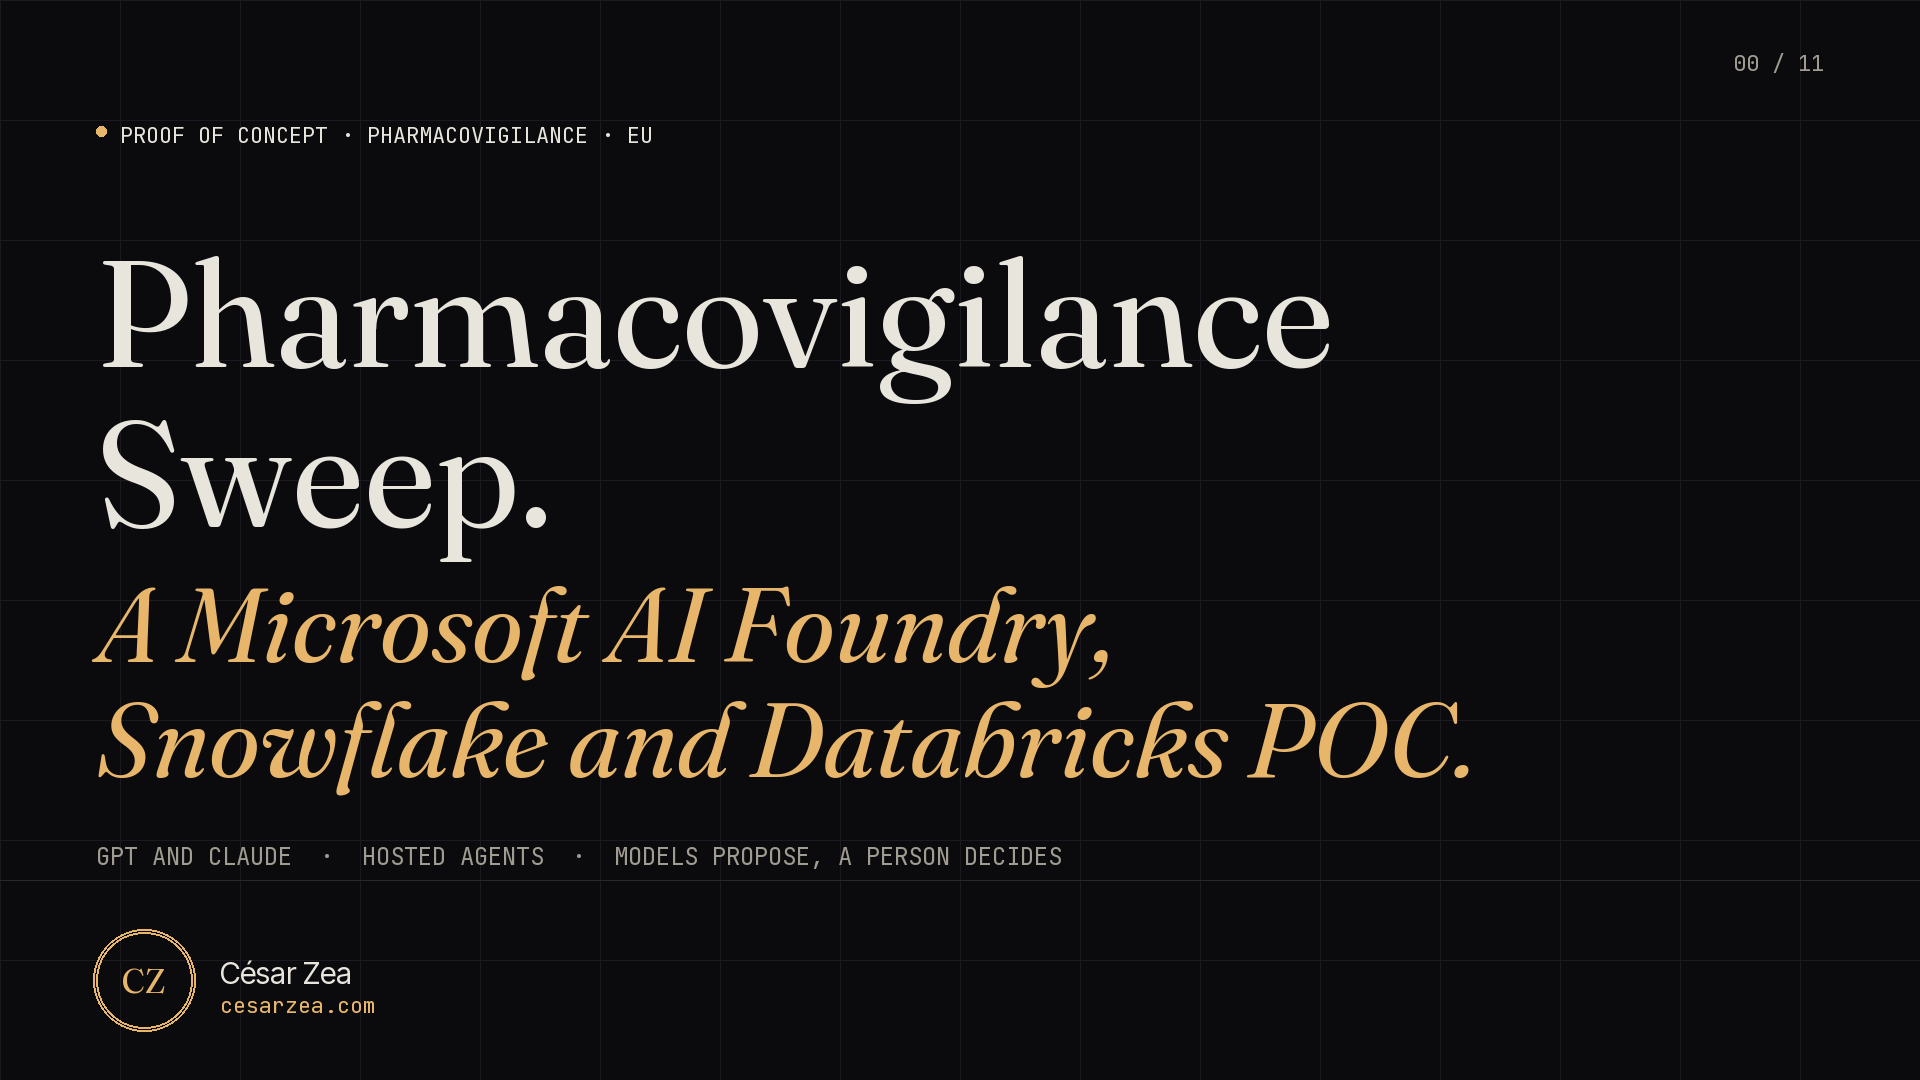 00 / 11
PROOF OF CONCEPT · PHARMACOVIGILANCE · EU
Pharmacovigilance
Sweep.
A Microsoft AI Foundry,
Snowflake and Databricks POC.
GPT AND CLAUDE · HOSTED AGENTS · MODELS PROPOSE, A PERSON DECIDES
CZ
César Zea
cesarzea.com